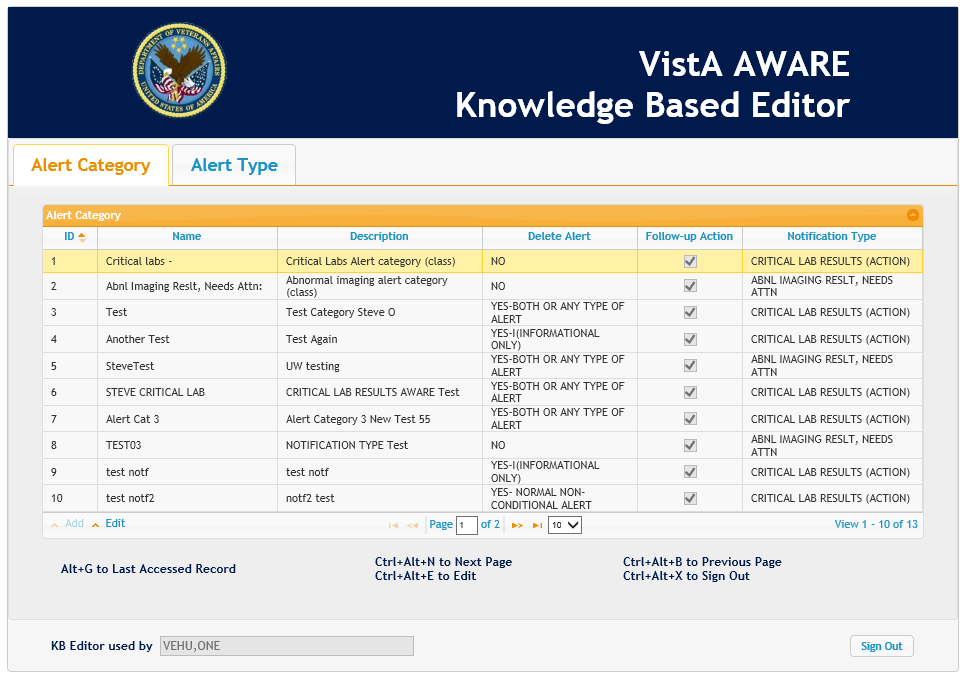 DEPARTMENT OF VETERANS AFFAIRS
UNITED STATES OF AMERICA
VistA AWARE
Knowledge Based Editor
Alert Category Alert Type
Alert Category
ID Name Description Delete Alert Follow-up Action Notification Type
1 Critical labs - Critical Labs Alert category (class) NO CRITICAL LAB RESULTS (ACTION)
2 Abnl Imaging Reslt, Needs Attn: Abnormal imaging alert category (class) NO ABNL IMAGING RESLT, NEEDS ATTN
3 Test Test Category Steve O YES-BOTH OR ANY TYPE OF ALERT CRITICAL LAB RESULTS (ACTION)
4 Another Test Test Again YES-I(INFORMATIONAL ONLY) CRITICAL LAB RESULTS (ACTION)
5 SteveTest UW testing YES-BOTH OR ANY TYPE OF ALERT ABNL IMAGING RESLT, NEEDS ATTN
6 STEVE CRITICAL LAB CRITICAL LAB RESULTS AWARE Test YES-BOTH OR ANY TYPE OF ALERT CRITICAL LAB RESULTS (ACTION)
7 Alert Cat 3 Alert Category 3 New Test 55 YES-BOTH OR ANY TYPE OF ALERT CRITICAL LAB RESULTS (ACTION)
8 TEST03 NOTIFICATION TYPE Test NO ABNL IMAGING RESLT, NEEDS ATTN
9 test notf test notf YES-I(INFORMATIONAL ONLY) CRITICAL LAB RESULTS (ACTION)
10 test notf2 notf2 test YES- NORMAL NON-CONDITIONAL ALERT CRITICAL LAB RESULTS (ACTION)
Add Edit Page 1 of 2 10 View 1 - 10 of 13
Alt+G to Last Accessed Record
Ctrl+Alt+N to Next Page
Ctrl+Alt+E to Edit
Ctrl+Alt+B to Previous Page
Ctrl+Alt+X to Sign Out
KB Editor used by VEHU,ONE Sign Out